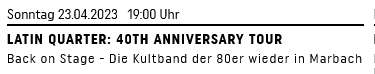 Sonntag 23.04.2023 19:00 Uhr
LATIN QUARTER: 40TH ANNIVERSARY TOUR
Back on Stage - Die Kultband der 80er wieder in Marbach